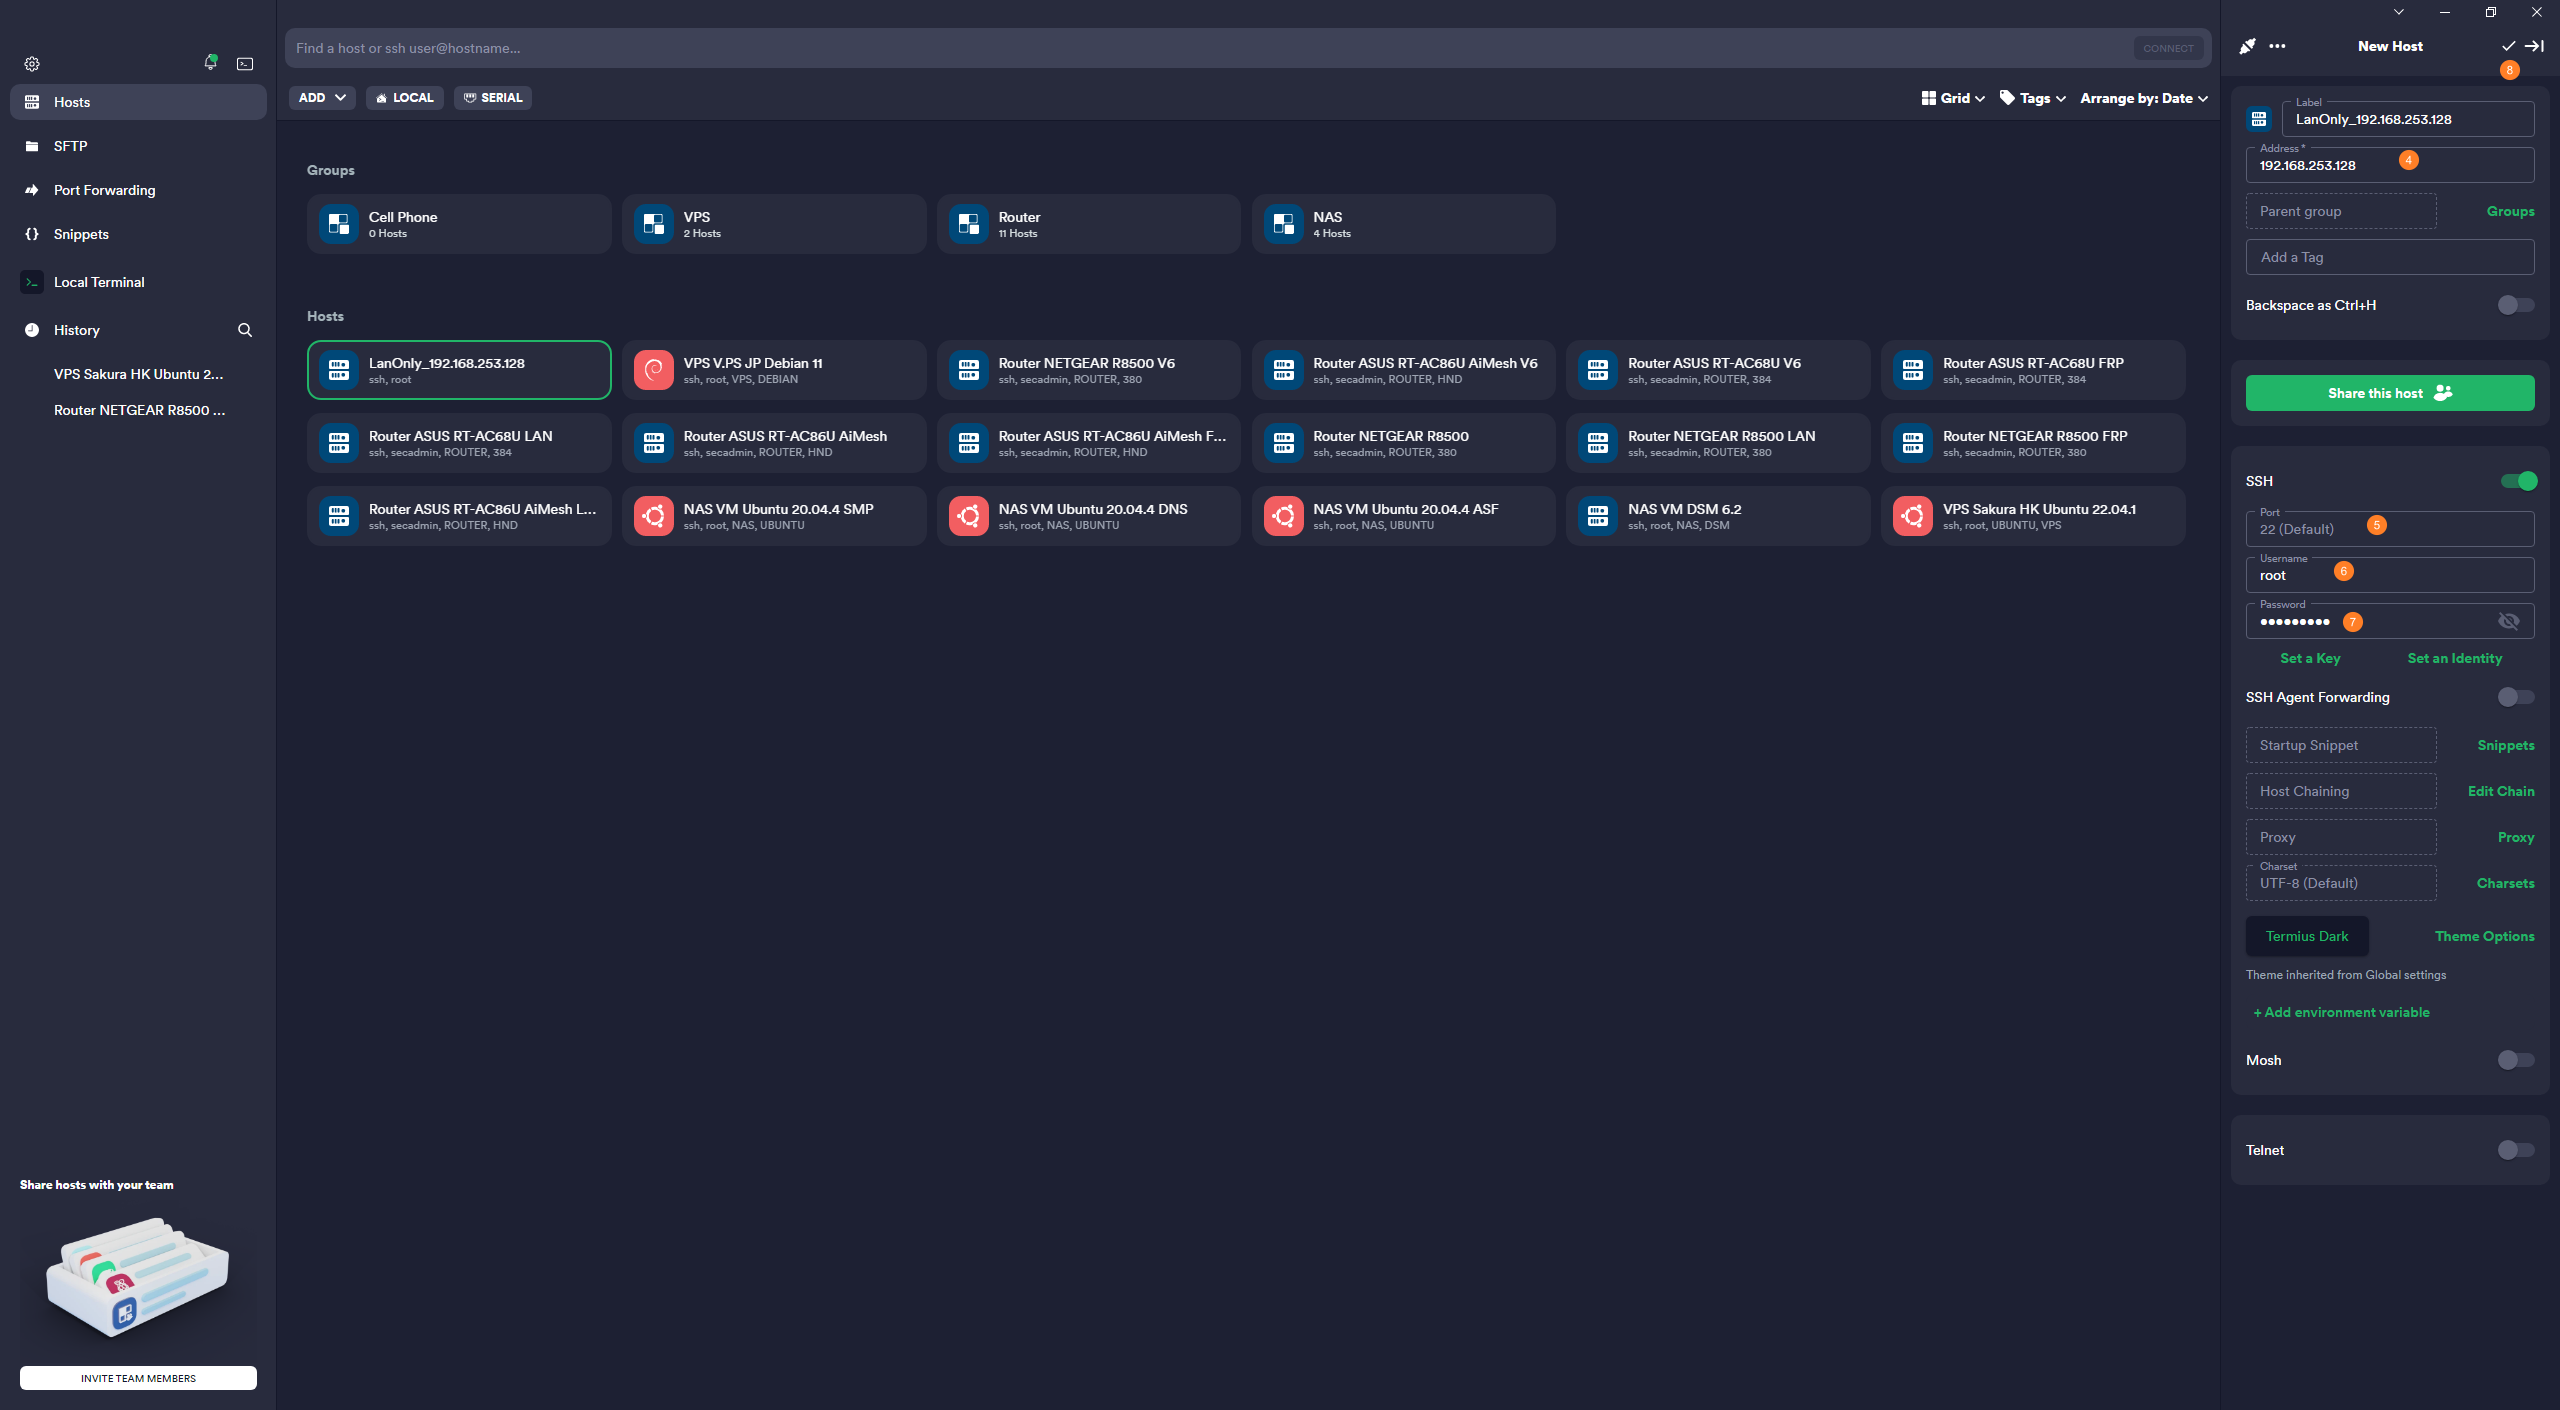 Find a host or ssh user@hostname...
CONNECT
Hosts
SFTP
Port Forwarding
Snippets
Local Terminal
History
VPS Sakura HK Ubuntu 2...
Router NETGEAR R8500 ...
Share hosts with your team
INVITE TEAM MEMBERS
ADD
LOCAL
SERIAL
Grid
Tags
Arrange by: Date
Groups
Cell Phone
0 Hosts
VPS
2 Hosts
Router
11 Hosts
NAS
4 Hosts
Hosts
LanOnly_192.168.253.128
ssh, root
VPS V.PS JP Debian 11
ssh, root, VPS, DEBIAN
Router NETGEAR R8500 V6
ssh, secadmin, ROUTER, 380
Router ASUS RT-AC86U AiMesh V6
ssh, secadmin, ROUTER, HND
Router ASUS RT-AC68U V6
ssh, secadmin, ROUTER, 384
Router ASUS RT-AC68U FRP
ssh, secadmin, ROUTER, 384
Router ASUS RT-AC68U LAN
ssh, secadmin, ROUTER, 384
Router ASUS RT-AC86U AiMesh
ssh, secadmin, ROUTER, HND
Router ASUS RT-AC86U AiMesh F...
ssh, secadmin, ROUTER, HND
Router NETGEAR R8500
ssh, secadmin, ROUTER, 380
Router NETGEAR R8500 LAN
ssh, secadmin, ROUTER, 380
Router NETGEAR R8500 FRP
ssh, secadmin, ROUTER, 380
Router ASUS RT-AC86U AiMesh L...
ssh, secadmin, ROUTER, HND
NAS VM Ubuntu 20.04.4 SMP
ssh, root, NAS, UBUNTU
NAS VM Ubuntu 20.04.4 DNS
ssh, root, NAS, UBUNTU
NAS VM Ubuntu 20.04.4 ASF
ssh, root, NAS, UBUNTU
NAS VM DSM 6.2
ssh, root, NAS, DSM
VPS Sakura HK Ubuntu 22.04.1
ssh, root, UBUNTU, VPS
New Host
8
Label
LanOnly_192.168.253.128
Address *
192.168.253.128
4
Parent group
Groups
Add a Tag
Backspace as Ctrl+H
Share this host
SSH
Port
22 (Default)
5
Username
root
6
Password
•••••••••
7
Set a Key
Set an Identity
SSH Agent Forwarding
Startup Snippet
Snippets
Host Chaining
Edit Chain
Proxy
Proxy
Charset
UTF-8 (Default)
Charsets
Termius Dark
Theme Options
Theme inherited from Global settings
+ Add environment variable
Mosh
Telnet